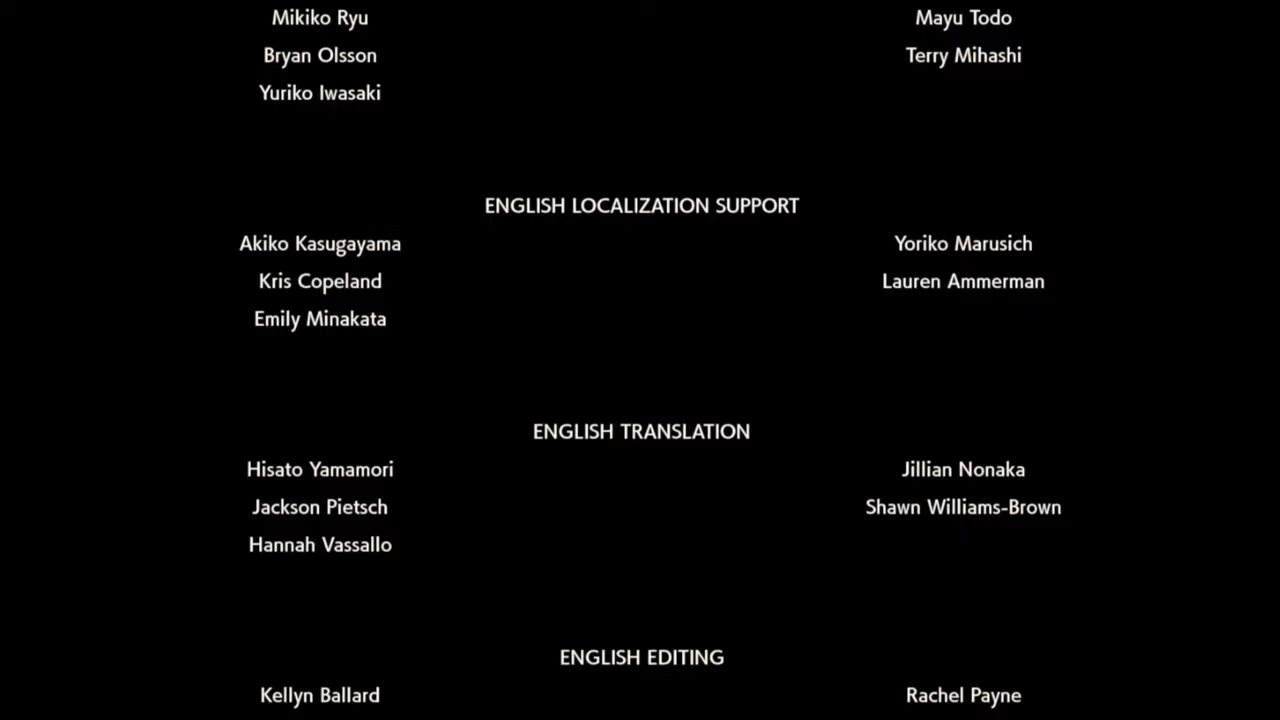 Mikiko Ryu Mayu Todo
Bryan Olsson Terry Mihashi
Yuriko Iwasaki
ENGLISH LOCALIZATION SUPPORT
Akiko Kasugayama Yoriko Marusich
Kris Copeland Lauren Ammerman
Emily Minakata
ENGLISH TRANSLATION
Hisato Yamamori Jillian Nonaka
Jackson Pietsch Shawn Williams-Brown
Hannah Vassallo
ENGLISH EDITING
Kellyn Ballard Rachel Payne